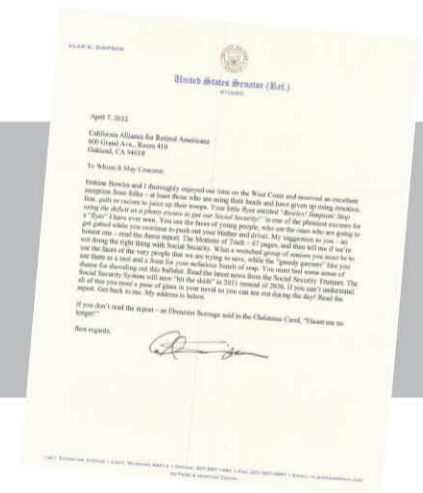 ALAN K. SIMPSON
United States Senator (Ret.)
WYOMING
April 7, 2012
California Alliance for Retired Americans
600 Grand Ave., Room 410
Oakland, CA 94610
To Whom It May Concern:
Erskine Bowles and I thoroughly enjoyed our time on the West Coast and received an excellent
reception from folks – at least those who are using their heads and have given up using emotion,
fear, guilt or racism to juice up their troops. Your little flyer entitled "Bowles! Simpson! Stop
using the deficit as a phony excuse to gut our Social Security!" is one of the phoniest excuses for
a "flyer" I have ever seen. You use the faces of young people, who are the ones who are going to
get gutted while you continue to push out your blather and drivel. My suggestion to you – an
honest one – read the damn report. The Moment of Truth – 67 pages, and then tell me if we're
not doing the right thing with Social Security. What a wretched group of seniors you must be to
use the faces of the very people that we are trying to save, while the "greedy geezers" like you
use them as a tool and a front for your nefarious bunch of crap. You must feel some sense of
shame for shoveling out this bullshit. Read the latest news from the Social Security Trustees. The
Social Security System will now "hit the skids" in 2033 instead of 2036. If you can't understand
all of this you need a pane of glass in your naval so you can see out during the day! Read the
report. Get back to me. My address is below.
If you don't read the report – as Ebenezer Scrooge said in the Christmas Carol, "Haunt me no
longer!"
Best regards,